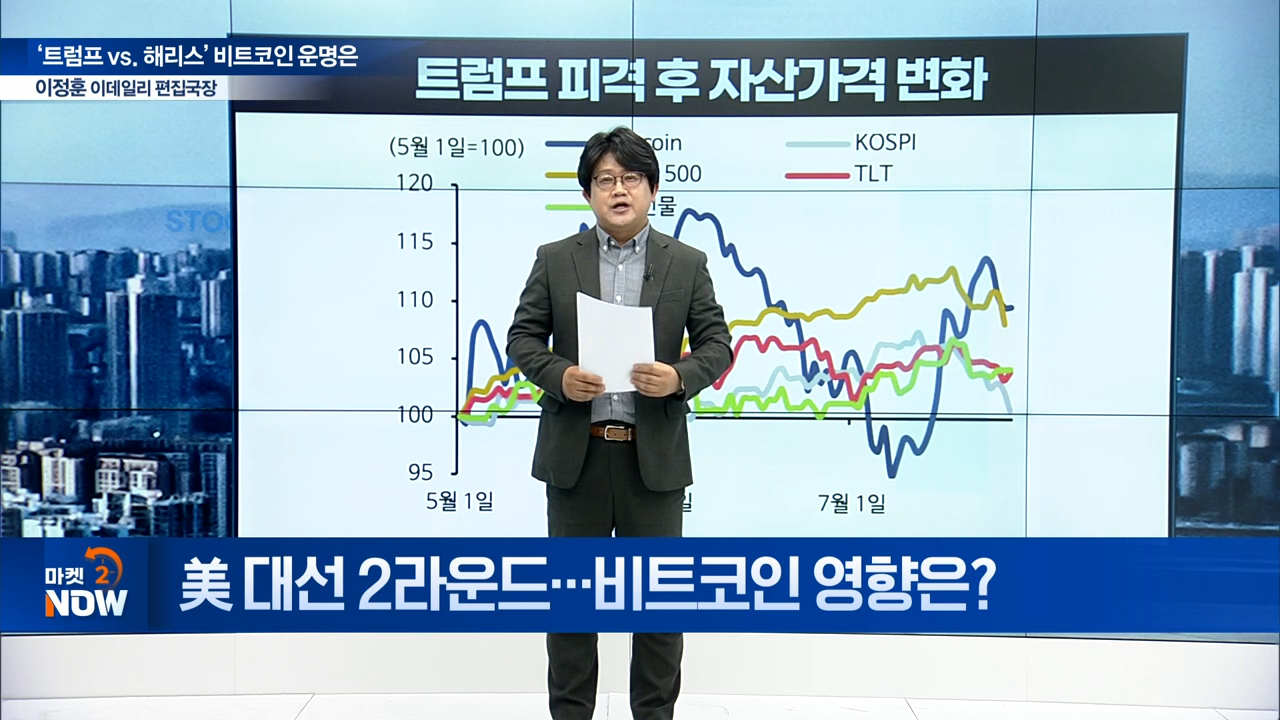 ‘트럼프 vs. 해리스’ 비트코인 운명은
이정훈 이데일리 편집국장
트럼프 피격 후 자산가격 변화
(5월 1일=100)
coin
KOSPI
500
TLT
120
115
110
105
100
95
5월 1일
7월 1일
마켓 2
NOW
美 대선 2라운드…비트코인 영향은?